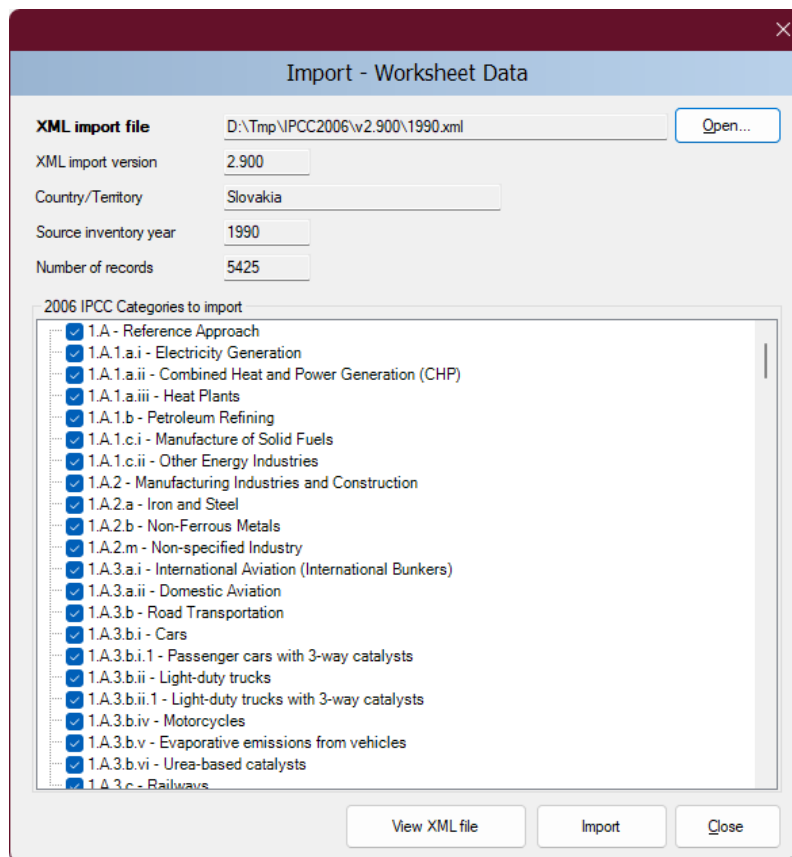 Import - Worksheet Data
XML import file D:\Tmp\IPCC2006\v2.900\1990.xml Open...
XML import version 2.900
Country/Territory Slovakia
Source inventory year 1990
Number of records 5425
2006 IPCC Categories to import
1.A - Reference Approach
1.A.1.a.i - Electricity Generation
1.A.1.a.ii - Combined Heat and Power Generation (CHP)
1.A.1.a.iii - Heat Plants
1.A.1.b - Petroleum Refining
1.A.1.c.i - Manufacture of Solid Fuels
1.A.1.c.ii - Other Energy Industries
1.A.2 - Manufacturing Industries and Construction
1.A.2.a - Iron and Steel
1.A.2.b - Non-Ferrous Metals
1.A.2.m - Non-specified Industry
1.A.3.a.i - International Aviation (International Bunkers)
1.A.3.a.ii - Domestic Aviation
1.A.3.b - Road Transportation
1.A.3.b.i - Cars
1.A.3.b.i.1 - Passenger cars with 3-way catalysts
1.A.3.b.ii - Light-duty trucks
1.A.3.b.ii.1 - Light-duty trucks with 3-way catalysts
1.A.3.b.iv - Motorcycles
1.A.3.b.v - Evaporative emissions from vehicles
1.A.3.b.vi - Urea-based catalysts
1.A.3.c - Railways
View XML file Import Close